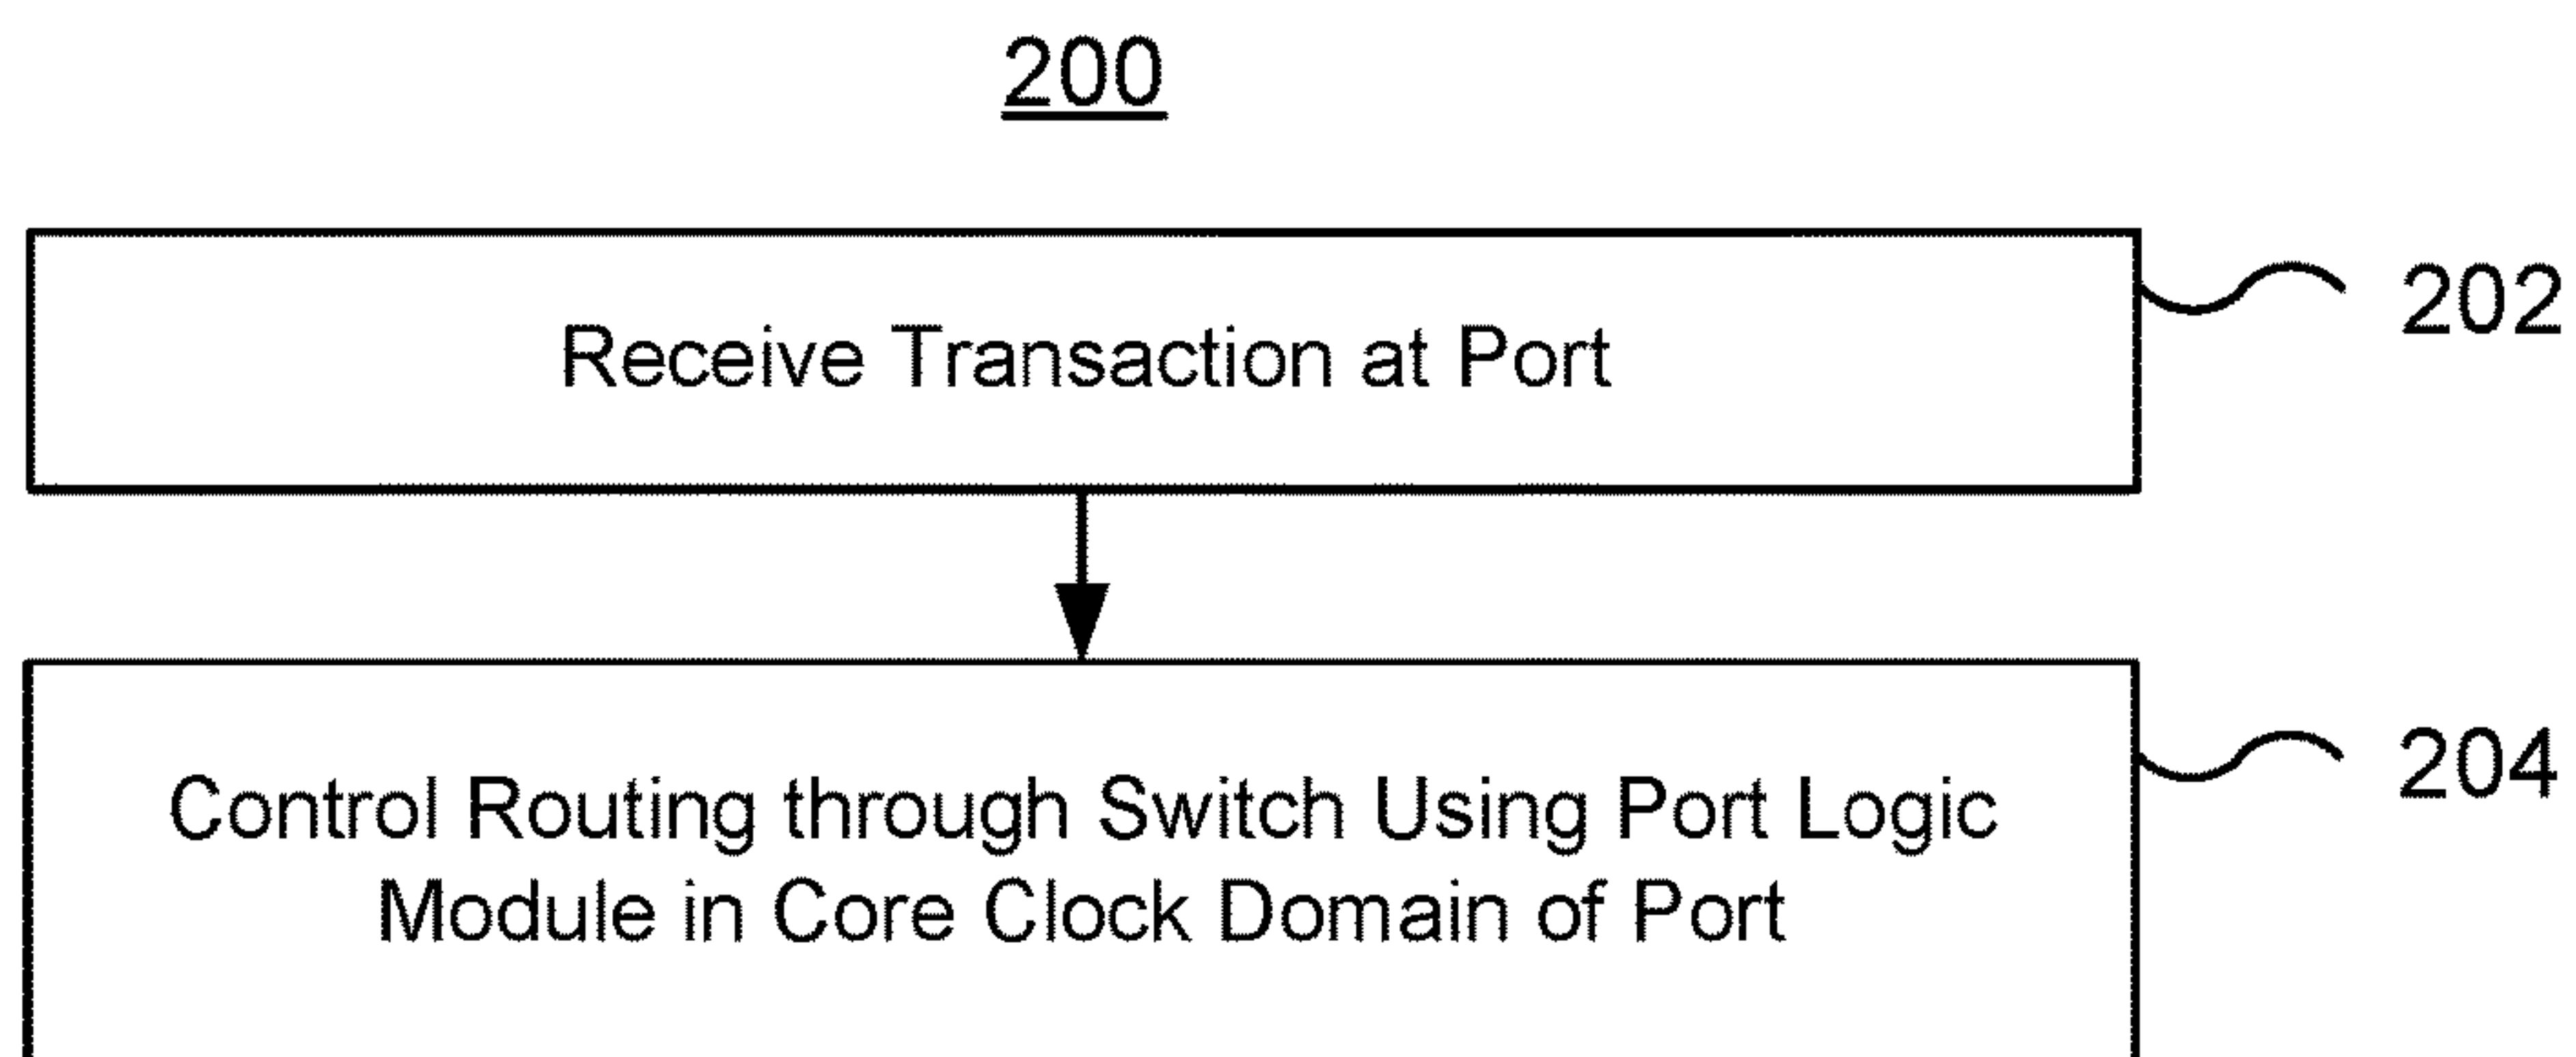 200
Receive Transaction at Port
202
Control Routing through Switch Using Port Logic
Module in Core Clock Domain of Port
204